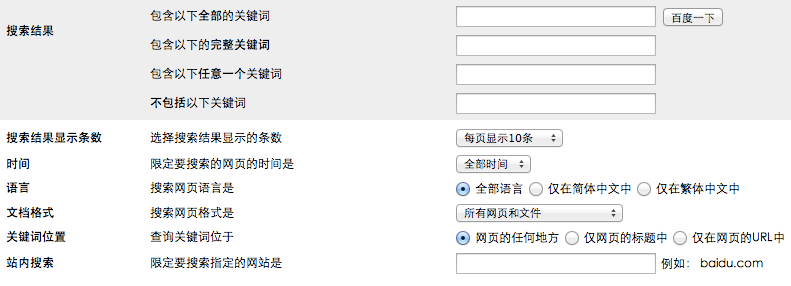 包含以下全部的关键词 百度一下
搜索结果
包含以下的完整关键词
包含以下任意一个关键词
不包括以下关键词
搜索结果显示条数 选择搜索结果显示的条数 每页显示10条
时间 限定要搜索的网页的时间是 全部时间
语言 搜索网页语言是 全部语言 仅在简体中文中 仅在繁体中文中
文档格式 搜索网页格式是 所有网页和文件
关键词位置 查询关键词位于 网页的任何地方 仅网页的标题中 仅在网页的URL中
站内搜索 限定要搜索指定的网站是 例如： baidu.com